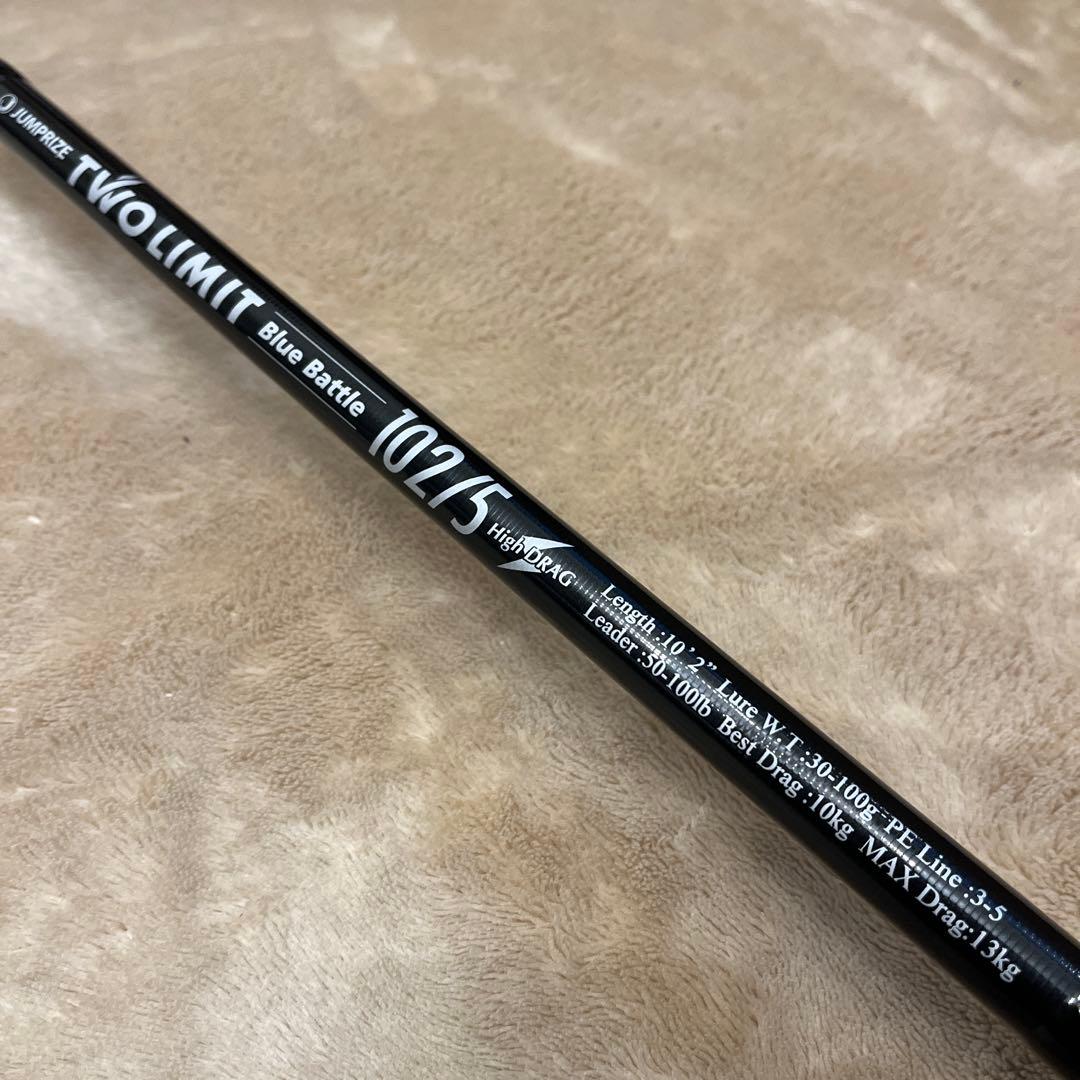 JUMPRIZE TWO LIMIT Blue Battle 102/5 High DRAG
Length :10’2” Lure W.T :30-100g PE Line :3-5
Leader :50-100lb Best Drag :10kg MAX Drag:13kg